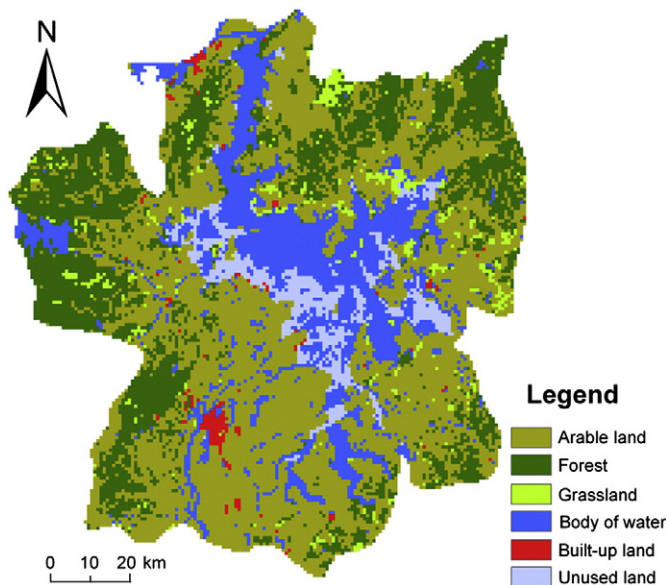 N
Legend
Arable land
Forest
Grassland
Body of water
Built-up land
Unused land
0 10 20 km